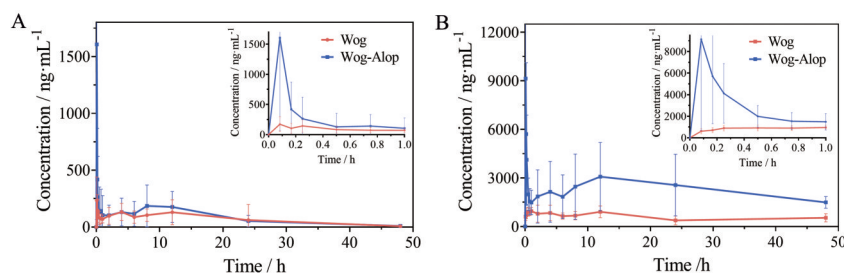 A
Concentration / ng·mL⁻¹
1500
1000
500
0
0 10 20 30 40 50
Time / h
Concentration / ng·mL⁻¹
1500
1000
500
0
0.0 0.2 0.4 0.6 0.8 1.0
Time / h
Wog
Wog-Alop
B
Concentration / ng·mL⁻¹
12000
9000
6000
3000
0
0 10 20 30 40 50
Time / h
Concentration / ng·mL⁻¹
8000
6000
4000
2000
0
0.0 0.2 0.4 0.6 0.8 1.0
Time / h
Wog
Wog-Alop